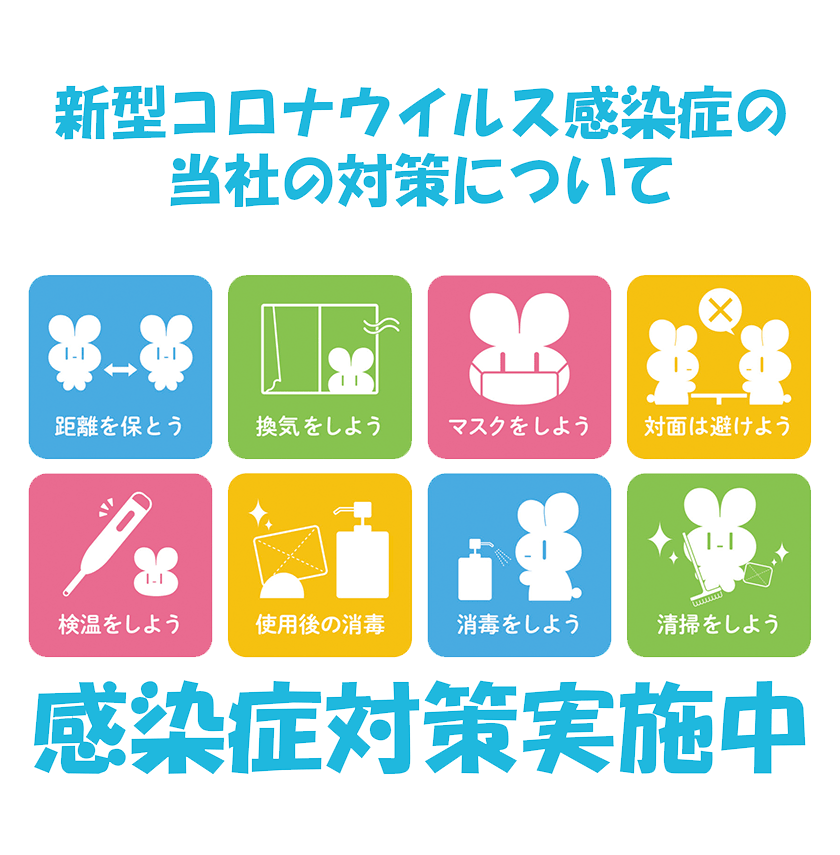 新型コロナウイルス感染症の
当社の対策について
距離を保とう
換気をしよう
マスクをしよう
対面は避けよう
検温をしよう
使用後の消毒
消毒をしよう
清掃をしよう
感染症対策実施中